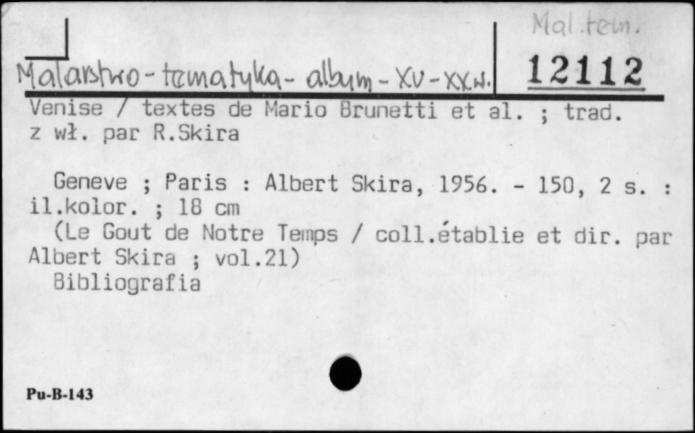 Mal.tem.
Malarstwo-tematyka-album-XV-XXw.
12112
Venise / textes de Mario Brunetti et al. ; trad.
z wł. par R.Skira
Geneve ; Paris : Albert Skira, 1956. - 150, 2 s. :
il.kolor. ; 18 cm
(Le Gout de Notre Temps / coll.établie et dir. par
Albert Skira ; vol.21)
Bibliografia
Pu-B-143